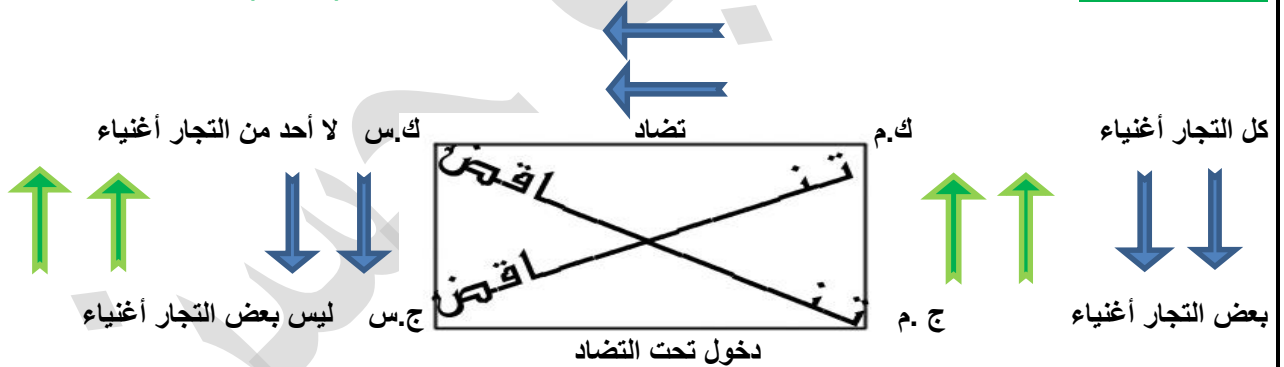 كل التجار أغنياء ك.م تضاد ك.س لا أحد من التجار أغنياء
تناقض
تناقض
بعض التجار أغنياء ج .م ج.س ليس بعض التجار أغنياء
دخول تحت التضاد